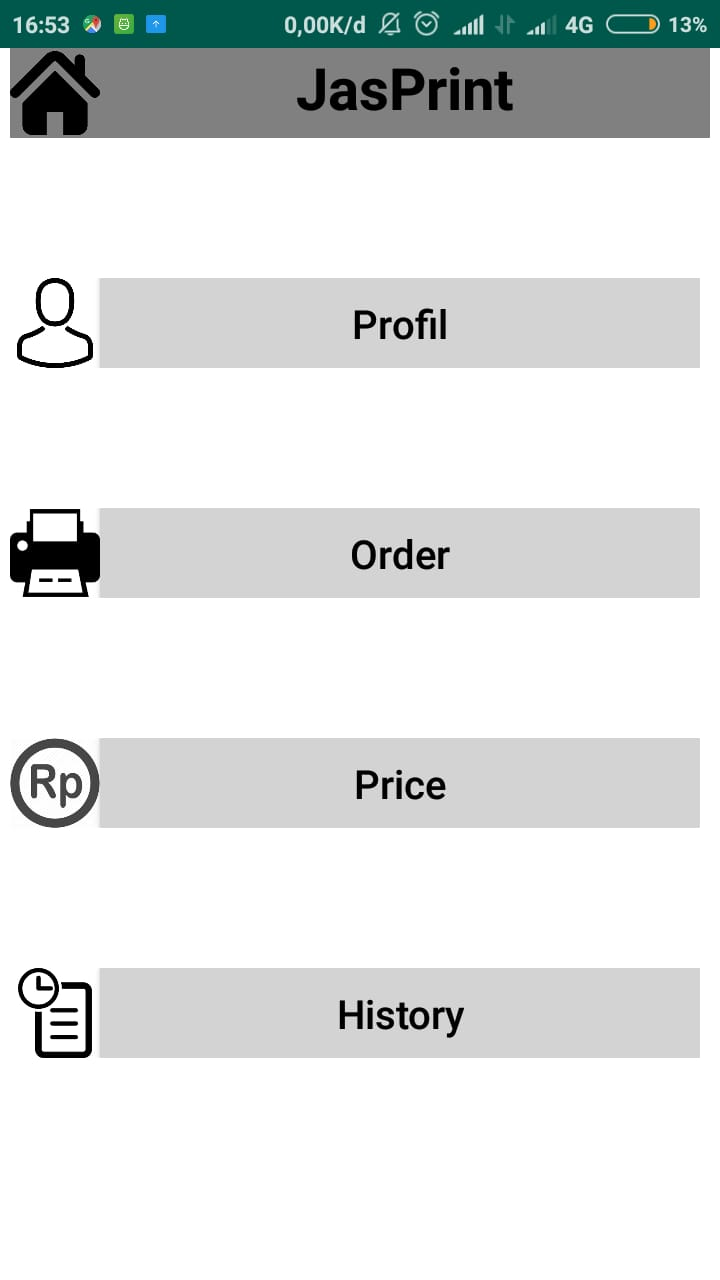 16:53 0,00K/d 4G 13%
JasPrint
Profil
Order
Rp Price
History